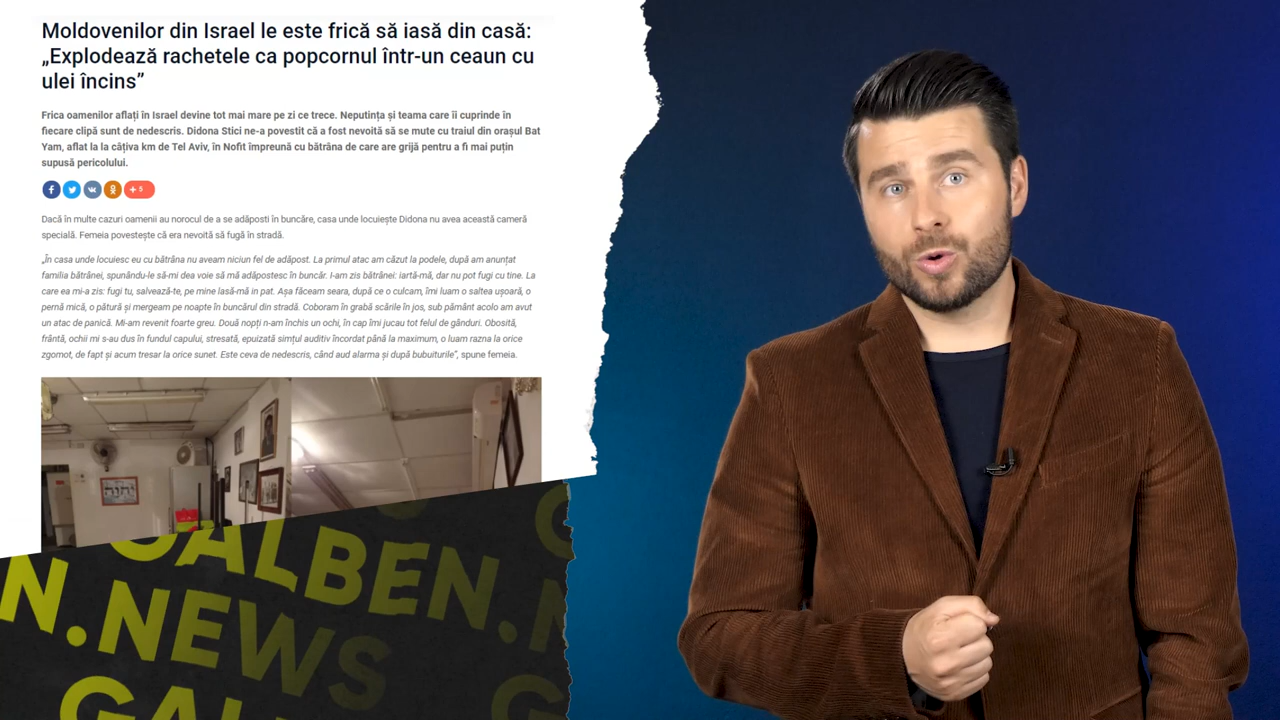 Moldovenilor din Israel le este frică să iasă din casă:
„Explodează rachetele ca popcornul într-un ceaun cu
ulei încins”
Frica oamenilor aflați în Israel devine tot mai mare pe zi ce trece. Neputința și teama care îi cuprinde în
fiecare clipă sunt de nedescris. Didona Stici ne-a povestit că a fost nevoită să se mute cu traiul din orașul Bat
Yam, aflat la la câțiva km de Tel Aviv, în Nofit împreună cu bătrâna de care are grijă pentru a fi mai puțin
supusă pericolului.
+ 5
Dacă în multe cazuri oamenii au norocul de a se adăposti în buncăre, casa unde locuiește Didona nu avea această cameră
specială. Femeia povestește că era nevoită să fugă în stradă.
„În casa unde locuiesc eu cu bătrâna nu aveam niciun fel de adăpost. La primul atac am căzut la podele, după am anunțat
familia bătrânei, spunându-le să-mi dea voie să mă adăpostesc în buncăr. I-am zis bătrânei: iartă-mă, dar nu pot fugi cu tine. La
care ea mi-a zis: fugi tu, salvează-te, pe mine lasă-mă in pat. Așa făceam seara, după ce o culcam, îmi luam o saltea ușoară, o
pernă mică, o pătură și mergeam pe noapte în buncărul din stradă. Coboram în grabă scările în jos, sub pământ acolo am avut
un atac de panică. Mi-am revenit foarte greu. Două nopți n-am închis un ochi, în cap îmi jucau tot felul de gânduri. Obosită,
frântă, ochii mi s-au dus în fundul capului, stresată, epuizată simțul auditiv încordat până la maximum, o luam razna la orice
zgomot, de fapt și acum tresar la orice sunet. Este ceva de nedescris, când aud alarma și după bubuiturile”, spune femeia.
GALBEN.
N.NEWS